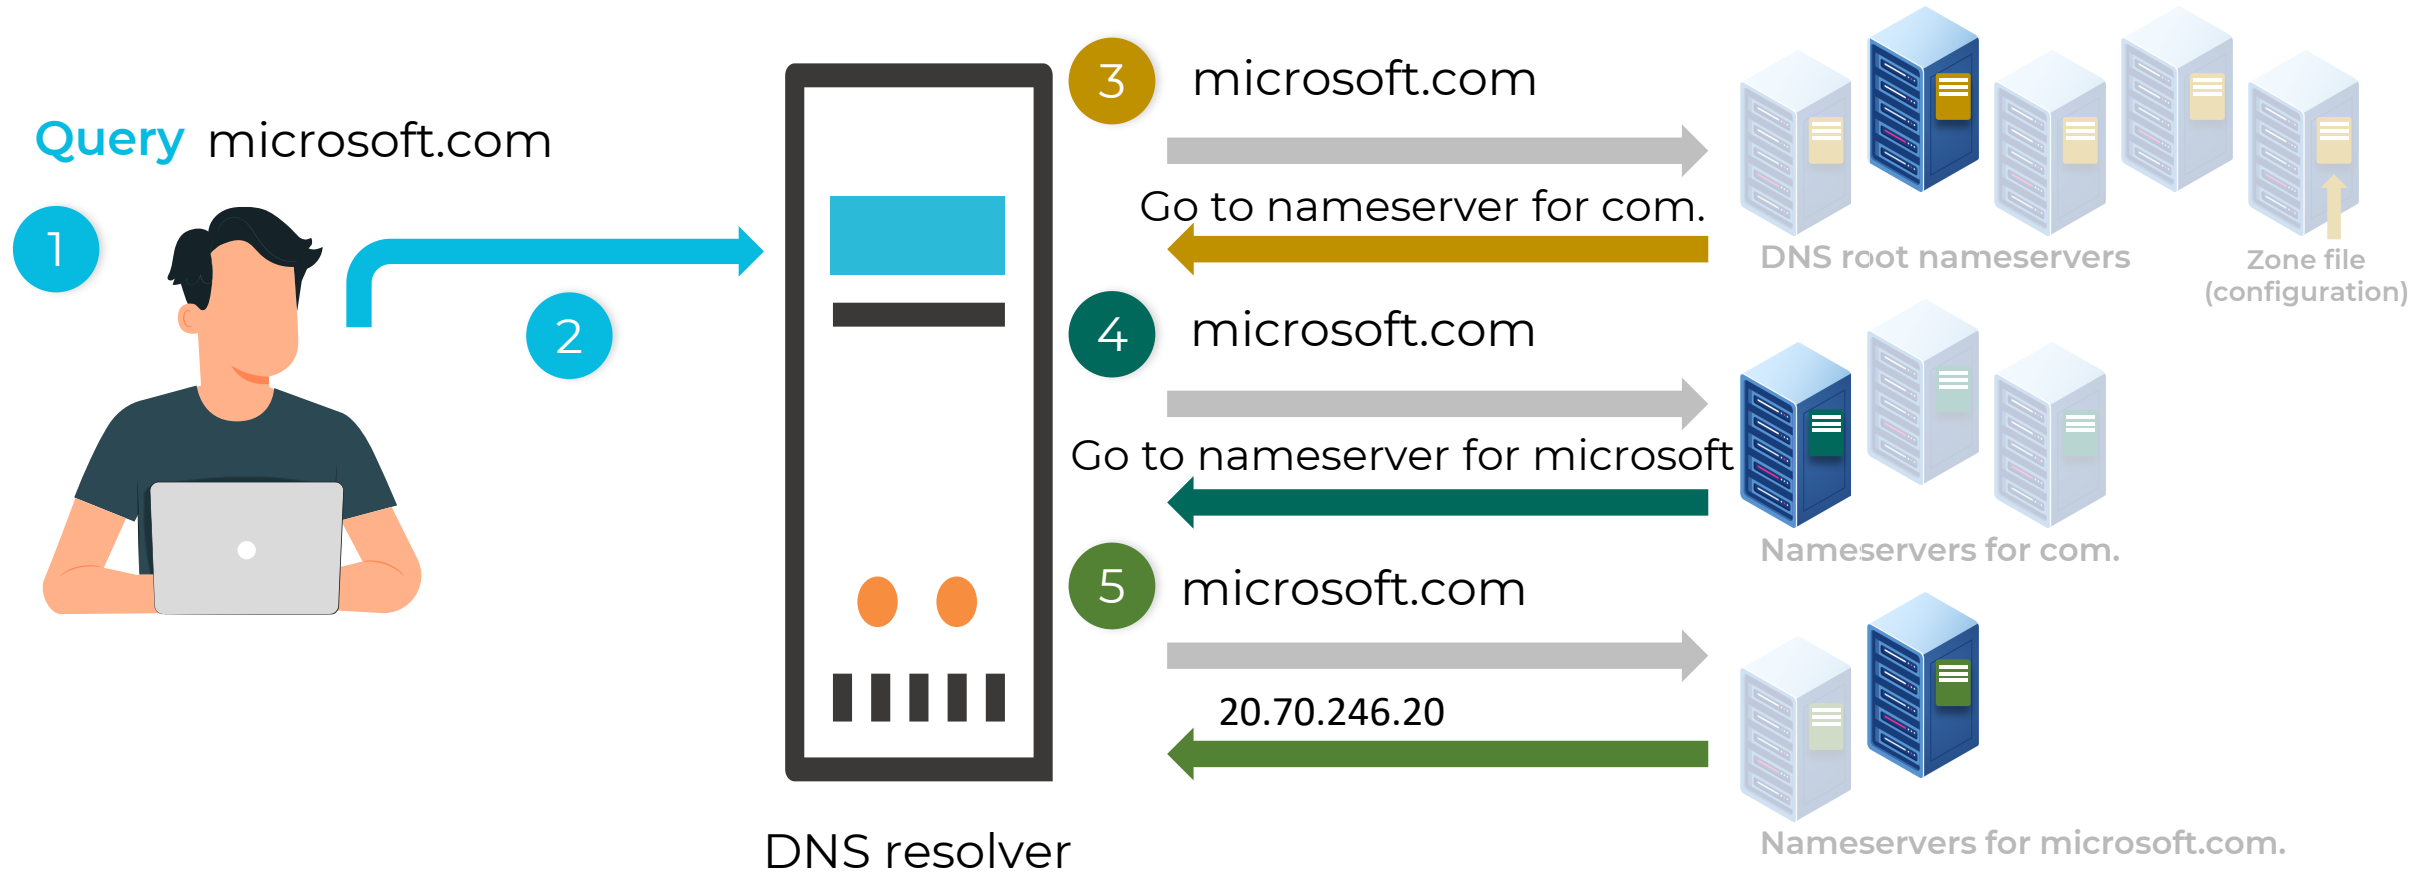 Query microsoft.com
1
2
DNS resolver
3
microsoft.com
Go to nameserver for com.
DNS root nameservers
Zone file
(configuration)
4
microsoft.com
Go to nameserver for microsoft
Nameservers for com.
5
microsoft.com
20.70.246.20
Nameservers for microsoft.com.